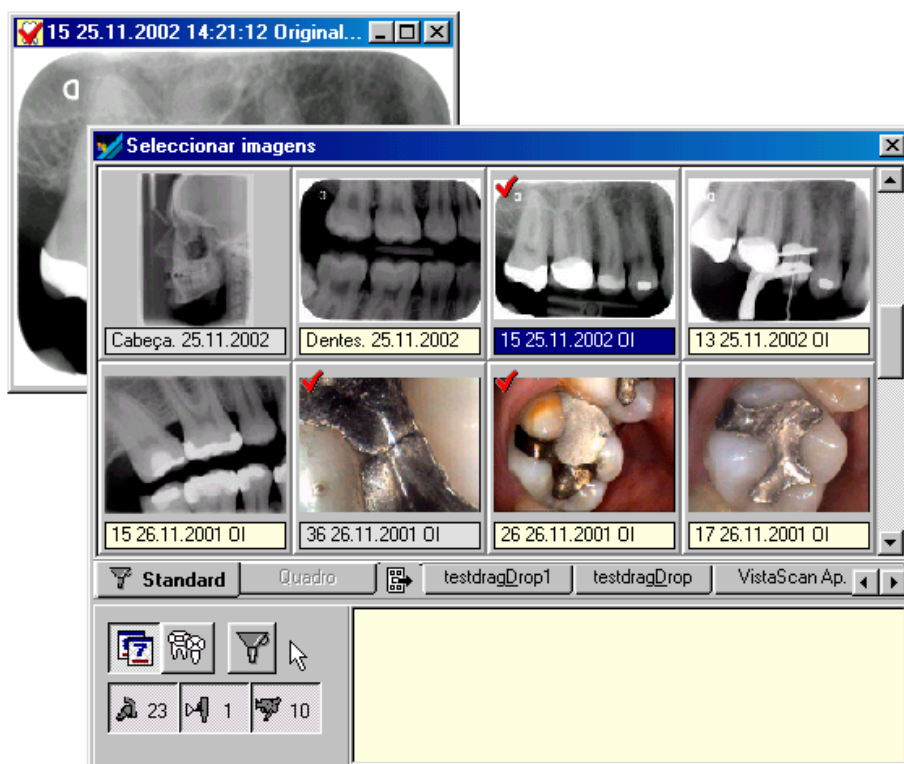 15 25.11.2002 14:21:12 Original...
Seleccionar imagens
Cabeça. 25.11.2002
Dentes. 25.11.2002
15 25.11.2002 OI
13 25.11.2002 OI
15 26.11.2001 OI
36 26.11.2001 OI
26 26.11.2001 OI
17 26.11.2001 OI
Standard
Quadro
testdragDrop1
testdragDrop
VistaScan Ap.
7
23
1
10